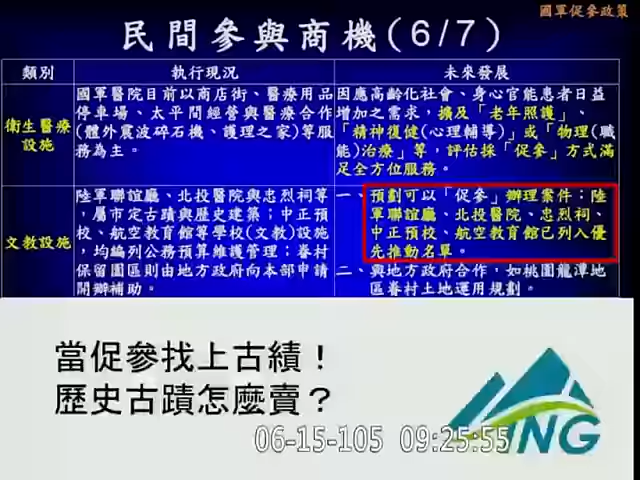 國軍促參政策
民間參與商機(6/7)
類別
執行現況
未來發展
衛生醫療
設施
國軍醫院目前以商店街、醫療用品
停車場、太平間經營與醫療合作
(體外震波碎石機、護理之家)等服
務為主。
因應高齡化社會、身心官能患者日益
增加之需求，擴及「老年照護」、
「精神復健(心理輔導)」或「物理(職
能)治療」等，評估採「促參」方式滿
足全方位服務。
文教設施
陸軍聯誼廳、北投醫院與忠烈祠等
，屬市定古蹟與歷史建築；中正預
校、航空教育館等學校(文教)設施
，均編列公務預算維護管理；眷村
保留園區則由地方政府向本部申請
開辦補助。
一、預劃可以「促參」辦理案件：陸
軍聯誼廳、北投醫院、忠烈祠、
中正預校、航空教育館已列入優
先推動名單。
二、與地方政府合作，如桃園龍潭地
區眷村土地運用規劃。
當促參找上古績！
歷史古蹟怎麼賣？
ING
06-15-105 09:25:55